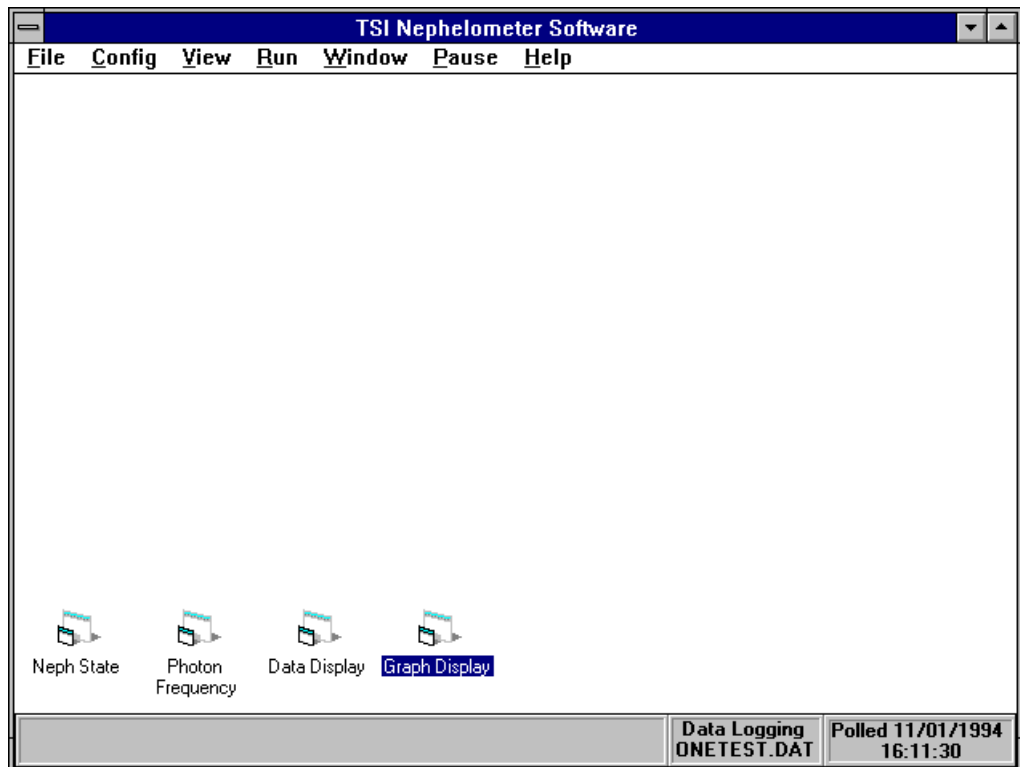 TSI Nephelometer Software
File Config View Run Window Pause Help
Neph State
Photon
Frequency
Data Display
Graph Display
Data Logging
ONETEST.DAT
Polled 11/01/1994
16:11:30